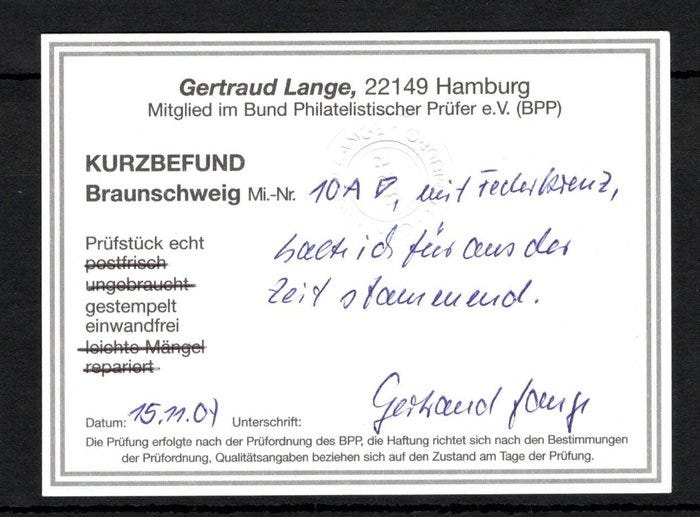 Gertraud Lange, 22149 Hamburg
Mitglied im Bund Philatelistischer Prüfer e.V. (BPP)
KURZBEFUND
Braunschweig Mi.-Nr. 10A, mit Federkreuz,
halte ich für aus der
Zeit stammend.
Prüfstück echt
postfrisch
ungebraucht
gestempelt
einwandfrei
leichte Mängel
repariert
Datum: 15.11.07 Unterschrift: Gertraud Lange
Die Prüfung erfolgte nach der Prüfordnung des BPP, die Haftung richtet sich nach den Bestimmungen
der Prüfordnung, Qualitätsangaben beziehen sich auf den Zustand am Tage der Prüfung.